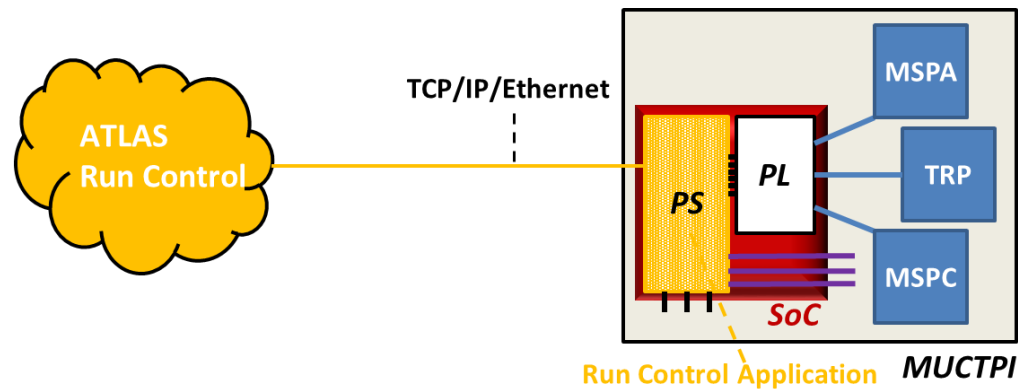 ATLAS
Run Control
TCP/IP/Ethernet
MSPA
PS
PL
TRP
MSPC
SoC
Run Control Application
MUCTPI